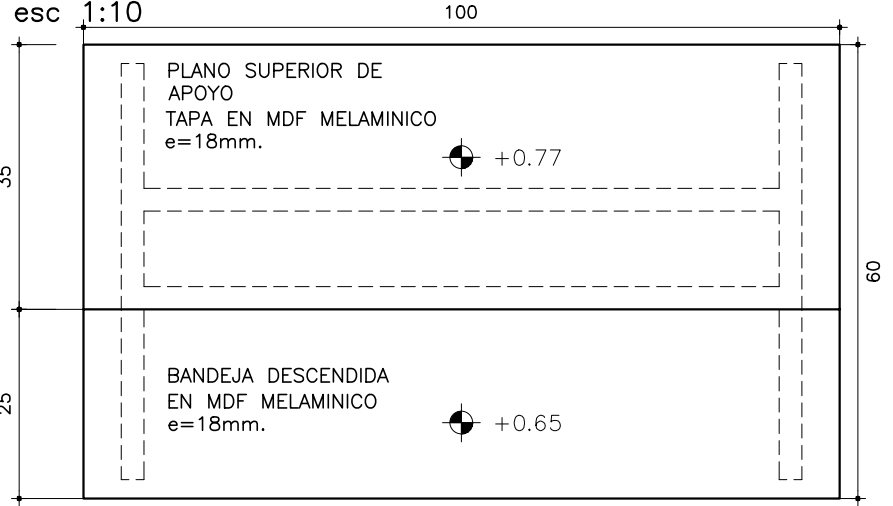 esc 1:10
100
PLANO SUPERIOR DE
APOYO
TAPA EN MDF MELAMINICO
e=18mm.
+0.77
35
60
BANDEJA DESCENDIDA
EN MDF MELAMINICO
e=18mm.
+0.65
25